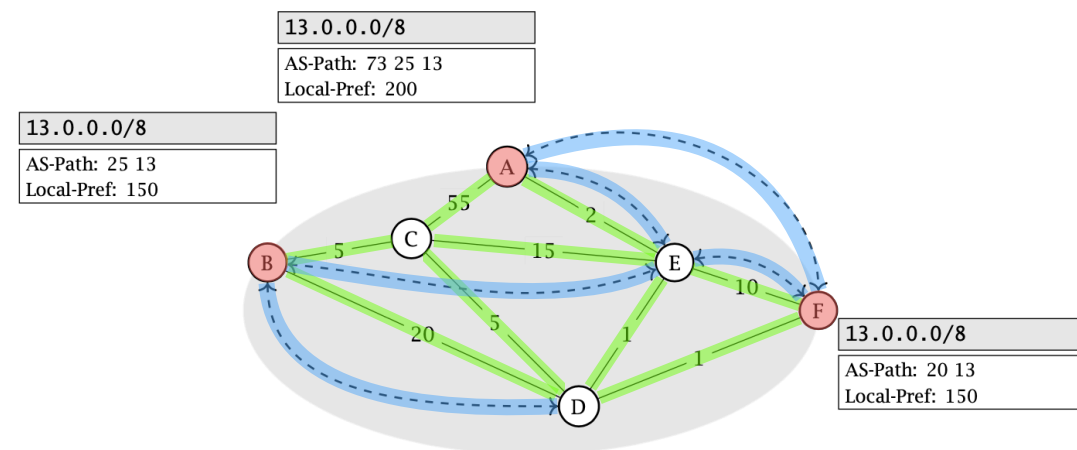 13.0.0.0/8
AS-Path: 73 25 13
Local-Pref: 200
13.0.0.0/8
AS-Path: 25 13
Local-Pref: 150
A
55
2
C
5
15
B
E
10
F
20
5
1
1
D
13.0.0.0/8
AS-Path: 20 13
Local-Pref: 150